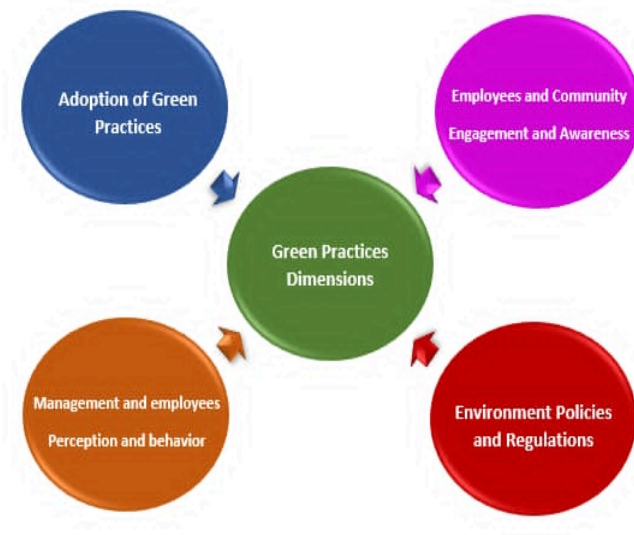 Adoption of Green
Practices
Employees and Community
Engagement and Awareness
Green Practices
Dimensions
Management and employees
Perception and behavior
Environment Policies
and Regulations